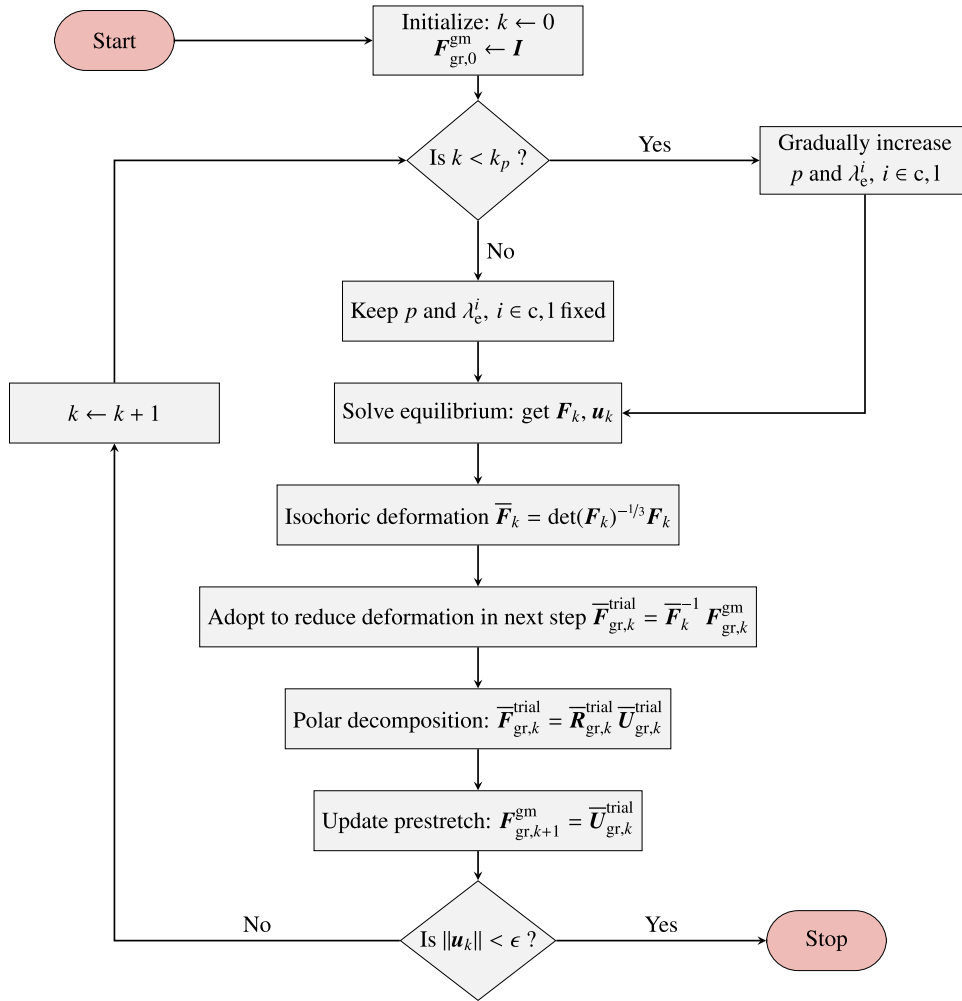 Start
Initialize: k ← 0
𝑭^gm_gr,0 ← 𝑰
Is k < k_p ?
Yes
Gradually increase
p and λ_e^i, i ∈ c, l
No
Keep p and λ_e^i, i ∈ c, l fixed
k ← k + 1
Solve equilibrium: get 𝑭_k, 𝒖_k
Isochoric deformation 𝑭̅_k = det(𝑭_k)^−1/3 𝑭_k
Adopt to reduce deformation in next step 𝑭̅^trial_gr,k = 𝑭̅_k^−1 𝑭^gm_gr,k
Polar decomposition: 𝑭̅^trial_gr,k = 𝑹̅^trial_gr,k 𝑼̅^trial_gr,k
Update prestretch: 𝑭^gm_gr,k+1 = 𝑼̅^trial_gr,k
No
Is ‖𝒖_k‖ < ϵ ?
Yes
Stop